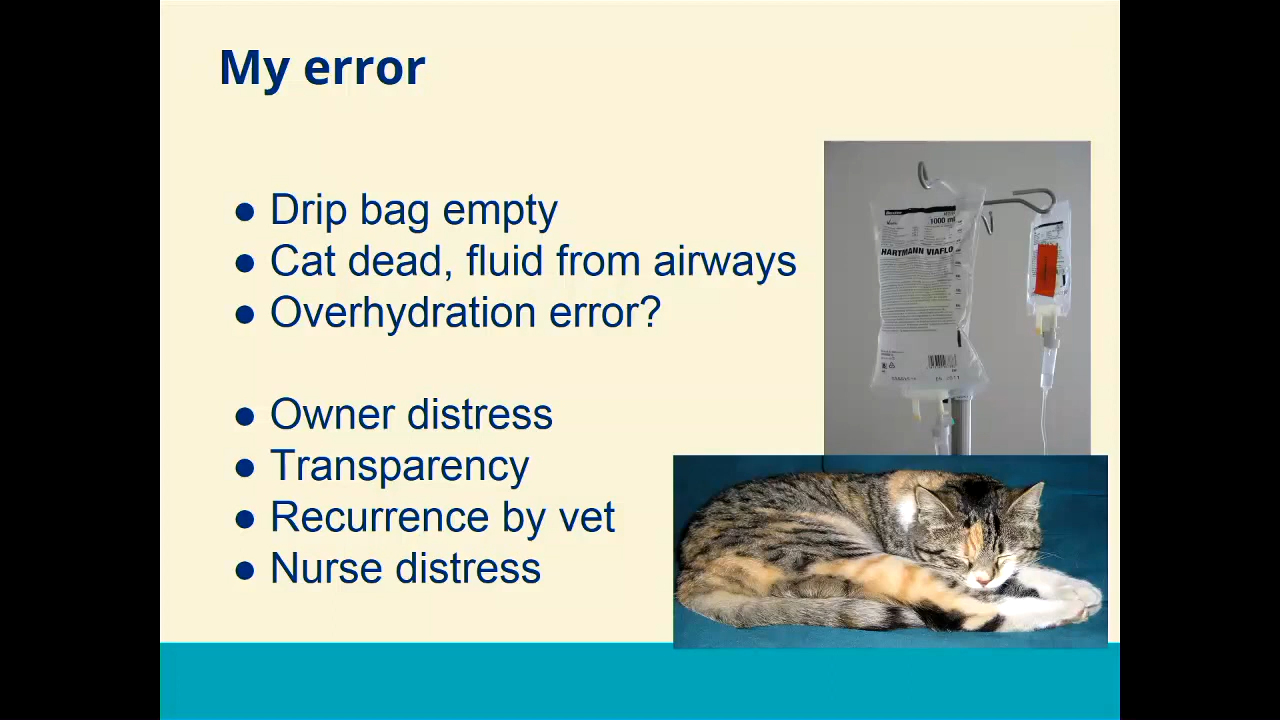 My error
● Drip bag empty
● Cat dead, fluid from airways
● Overhydration error?
● Owner distress
● Transparency
● Recurrence by vet
● Nurse distress
1000 ml
HARTMANN VIAFLO